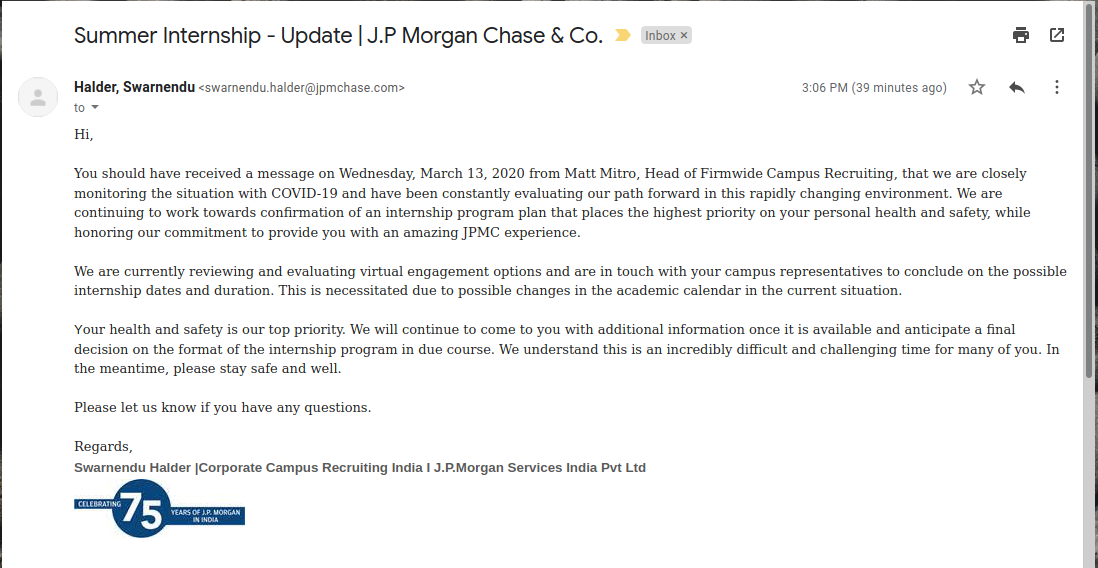 Summer Internship - Update | J.P Morgan Chase & Co. Inbox ×
Halder, Swarnendu <swarnendu.halder@jpmchase.com> 3:06 PM (39 minutes ago)
to
Hi,
You should have received a message on Wednesday, March 13, 2020 from Matt Mitro, Head of Firmwide Campus Recruiting, that we are closely
monitoring the situation with COVID-19 and have been constantly evaluating our path forward in this rapidly changing environment. We are
continuing to work towards confirmation of an internship program plan that places the highest priority on your personal health and safety, while
honoring our commitment to provide you with an amazing JPMC experience.
We are currently reviewing and evaluating virtual engagement options and are in touch with your campus representatives to conclude on the possible
internship dates and duration. This is necessitated due to possible changes in the academic calendar in the current situation.
Your health and safety is our top priority. We will continue to come to you with additional information once it is available and anticipate a final
decision on the format of the internship program in due course. We understand this is an incredibly difficult and challenging time for many of you. In
the meantime, please stay safe and well.
Please let us know if you have any questions.
Regards,
Swarnendu Halder |Corporate Campus Recruiting India I J.P.Morgan Services India Pvt Ltd
CELEBRATING 75 YEARS OF J.P. MORGAN
IN INDIA